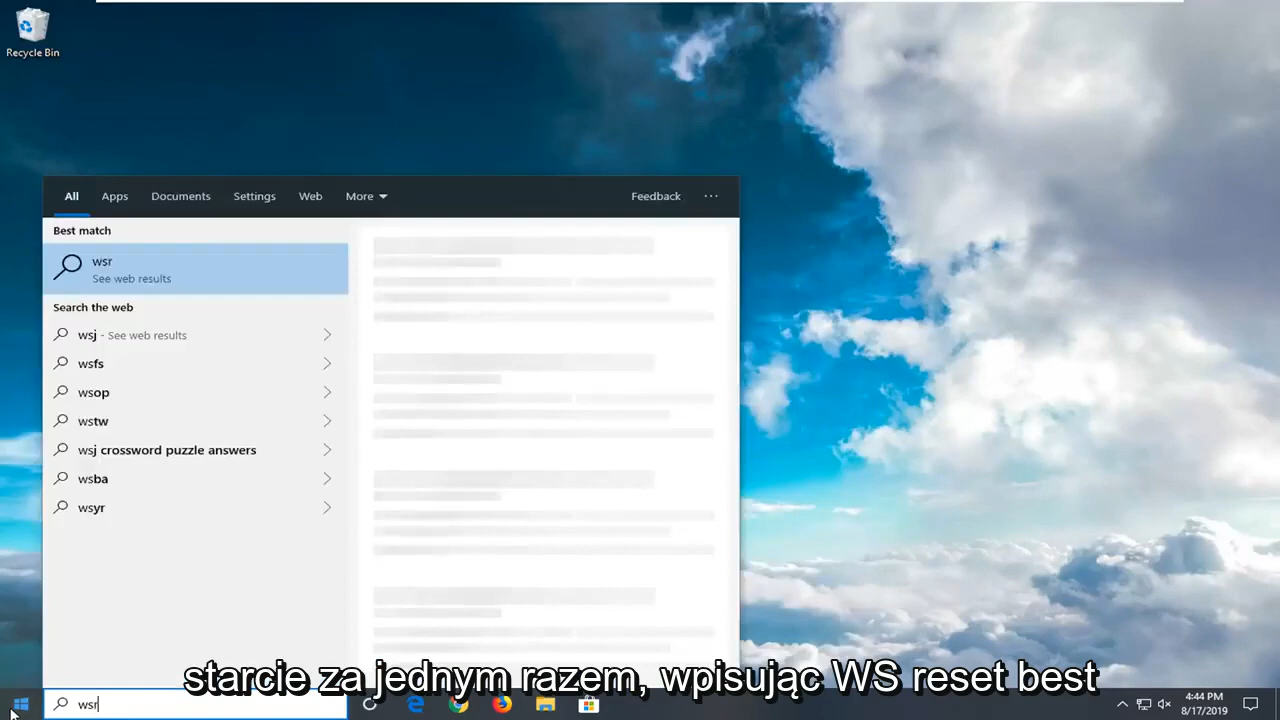 Recycle Bin
All Apps Documents Settings Web More Feedback ···
Best match
wsr
See web results
Search the web
wsj - See web results
wsfs
wsop
wstw
wsj crossword puzzle answers
wsba
wsyr
starcie za jednym razem, wpisując WS reset best
wsr
4:44 PM
8/17/2019